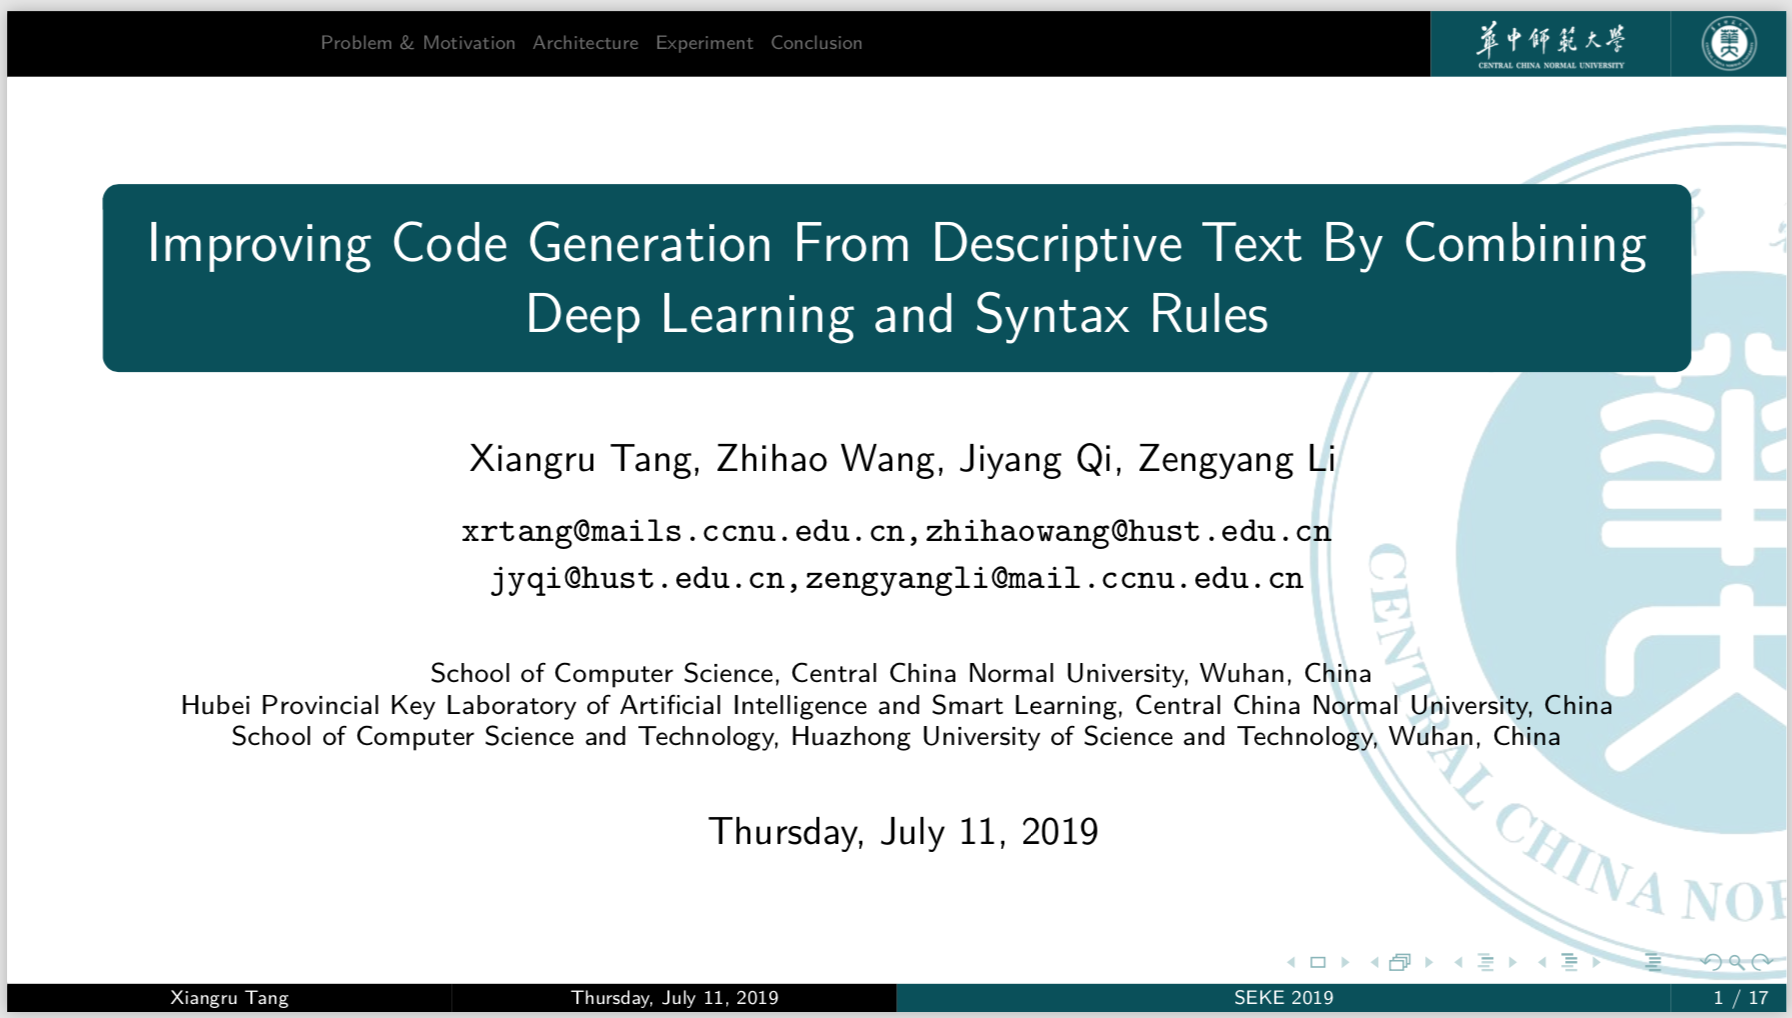 Problem & Motivation Architecture Experiment Conclusion
華中師範大學
CENTRAL CHINA NORMAL UNIVERSITY
Improving Code Generation From Descriptive Text By Combining
Deep Learning and Syntax Rules
Xiangru Tang, Zhihao Wang, Jiyang Qi, Zengyang Li
xrtang@mails.ccnu.edu.cn,zhihaowang@hust.edu.cn
jyqi@hust.edu.cn,zengyangli@mail.ccnu.edu.cn
School of Computer Science, Central China Normal University, Wuhan, China
Hubei Provincial Key Laboratory of Artificial Intelligence and Smart Learning, Central China Normal University, China
School of Computer Science and Technology, Huazhong University of Science and Technology, Wuhan, China
Thursday, July 11, 2019
CENTRAL CHINA NOR
Xiangru Tang Thursday, July 11, 2019 SEKE 2019 1 / 17